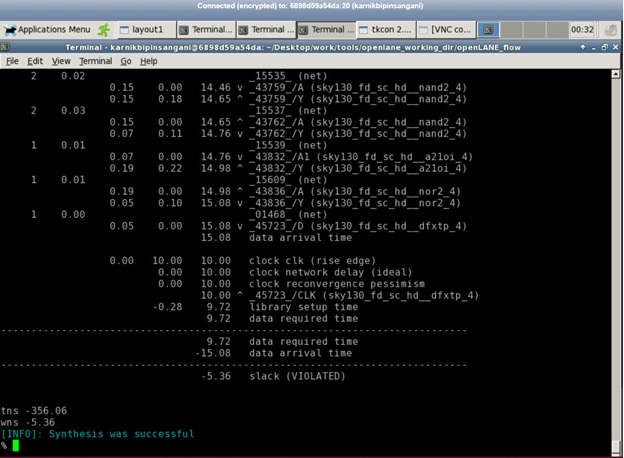 Connected (encrypted) to: 6898d59a54da:20 (karnikbipinsangani)
Applications Menu layout1 Terminal... Terminal ... Terminal ... tkcon 2.... [VNC co... 00:32
Terminal - karnikbipinsangani@6898d59a54da: ~/Desktop/work/tools/openlane_working_dir/openLANE_flow
File Edit View Terminal Go Help
2 0.02 _15535_ (net)
0.15 0.00 14.46 v _43759_/A (sky130_fd_sc_hd__nand2_4)
0.15 0.18 14.65 ^ _43759_/Y (sky130_fd_sc_hd__nand2_4)
2 0.03 _15537_ (net)
0.15 0.00 14.65 ^ _43762_/A (sky130_fd_sc_hd__nand2_4)
0.07 0.11 14.76 v _43762_/Y (sky130_fd_sc_hd__nand2_4)
1 0.01 _15539_ (net)
0.07 0.00 14.76 v _43832_/A1 (sky130_fd_sc_hd__a21oi_4)
0.19 0.22 14.98 ^ _43832_/Y (sky130_fd_sc_hd__a21oi_4)
1 0.01 _15609_ (net)
0.19 0.00 14.98 ^ _43836_/A (sky130_fd_sc_hd__nor2_4)
0.05 0.10 15.08 v _43836_/Y (sky130_fd_sc_hd__nor2_4)
1 0.00 _01468_ (net)
0.05 0.00 15.08 v _45723_/D (sky130_fd_sc_hd__dfxtp_4)
15.08 data arrival time
0.00 10.00 10.00 clock clk (rise edge)
0.00 10.00 clock network delay (ideal)
0.00 10.00 clock reconvergence pessimism
10.00 ^ _45723_/CLK (sky130_fd_sc_hd__dfxtp_4)
-0.28 9.72 library setup time
9.72 data required time
---------------------------------------------------------------------------
9.72 data required time
-15.08 data arrival time
---------------------------------------------------------------------------
-5.36 slack (VIOLATED)
tns -356.06
wns -5.36
[INFO]: Synthesis was successful
%